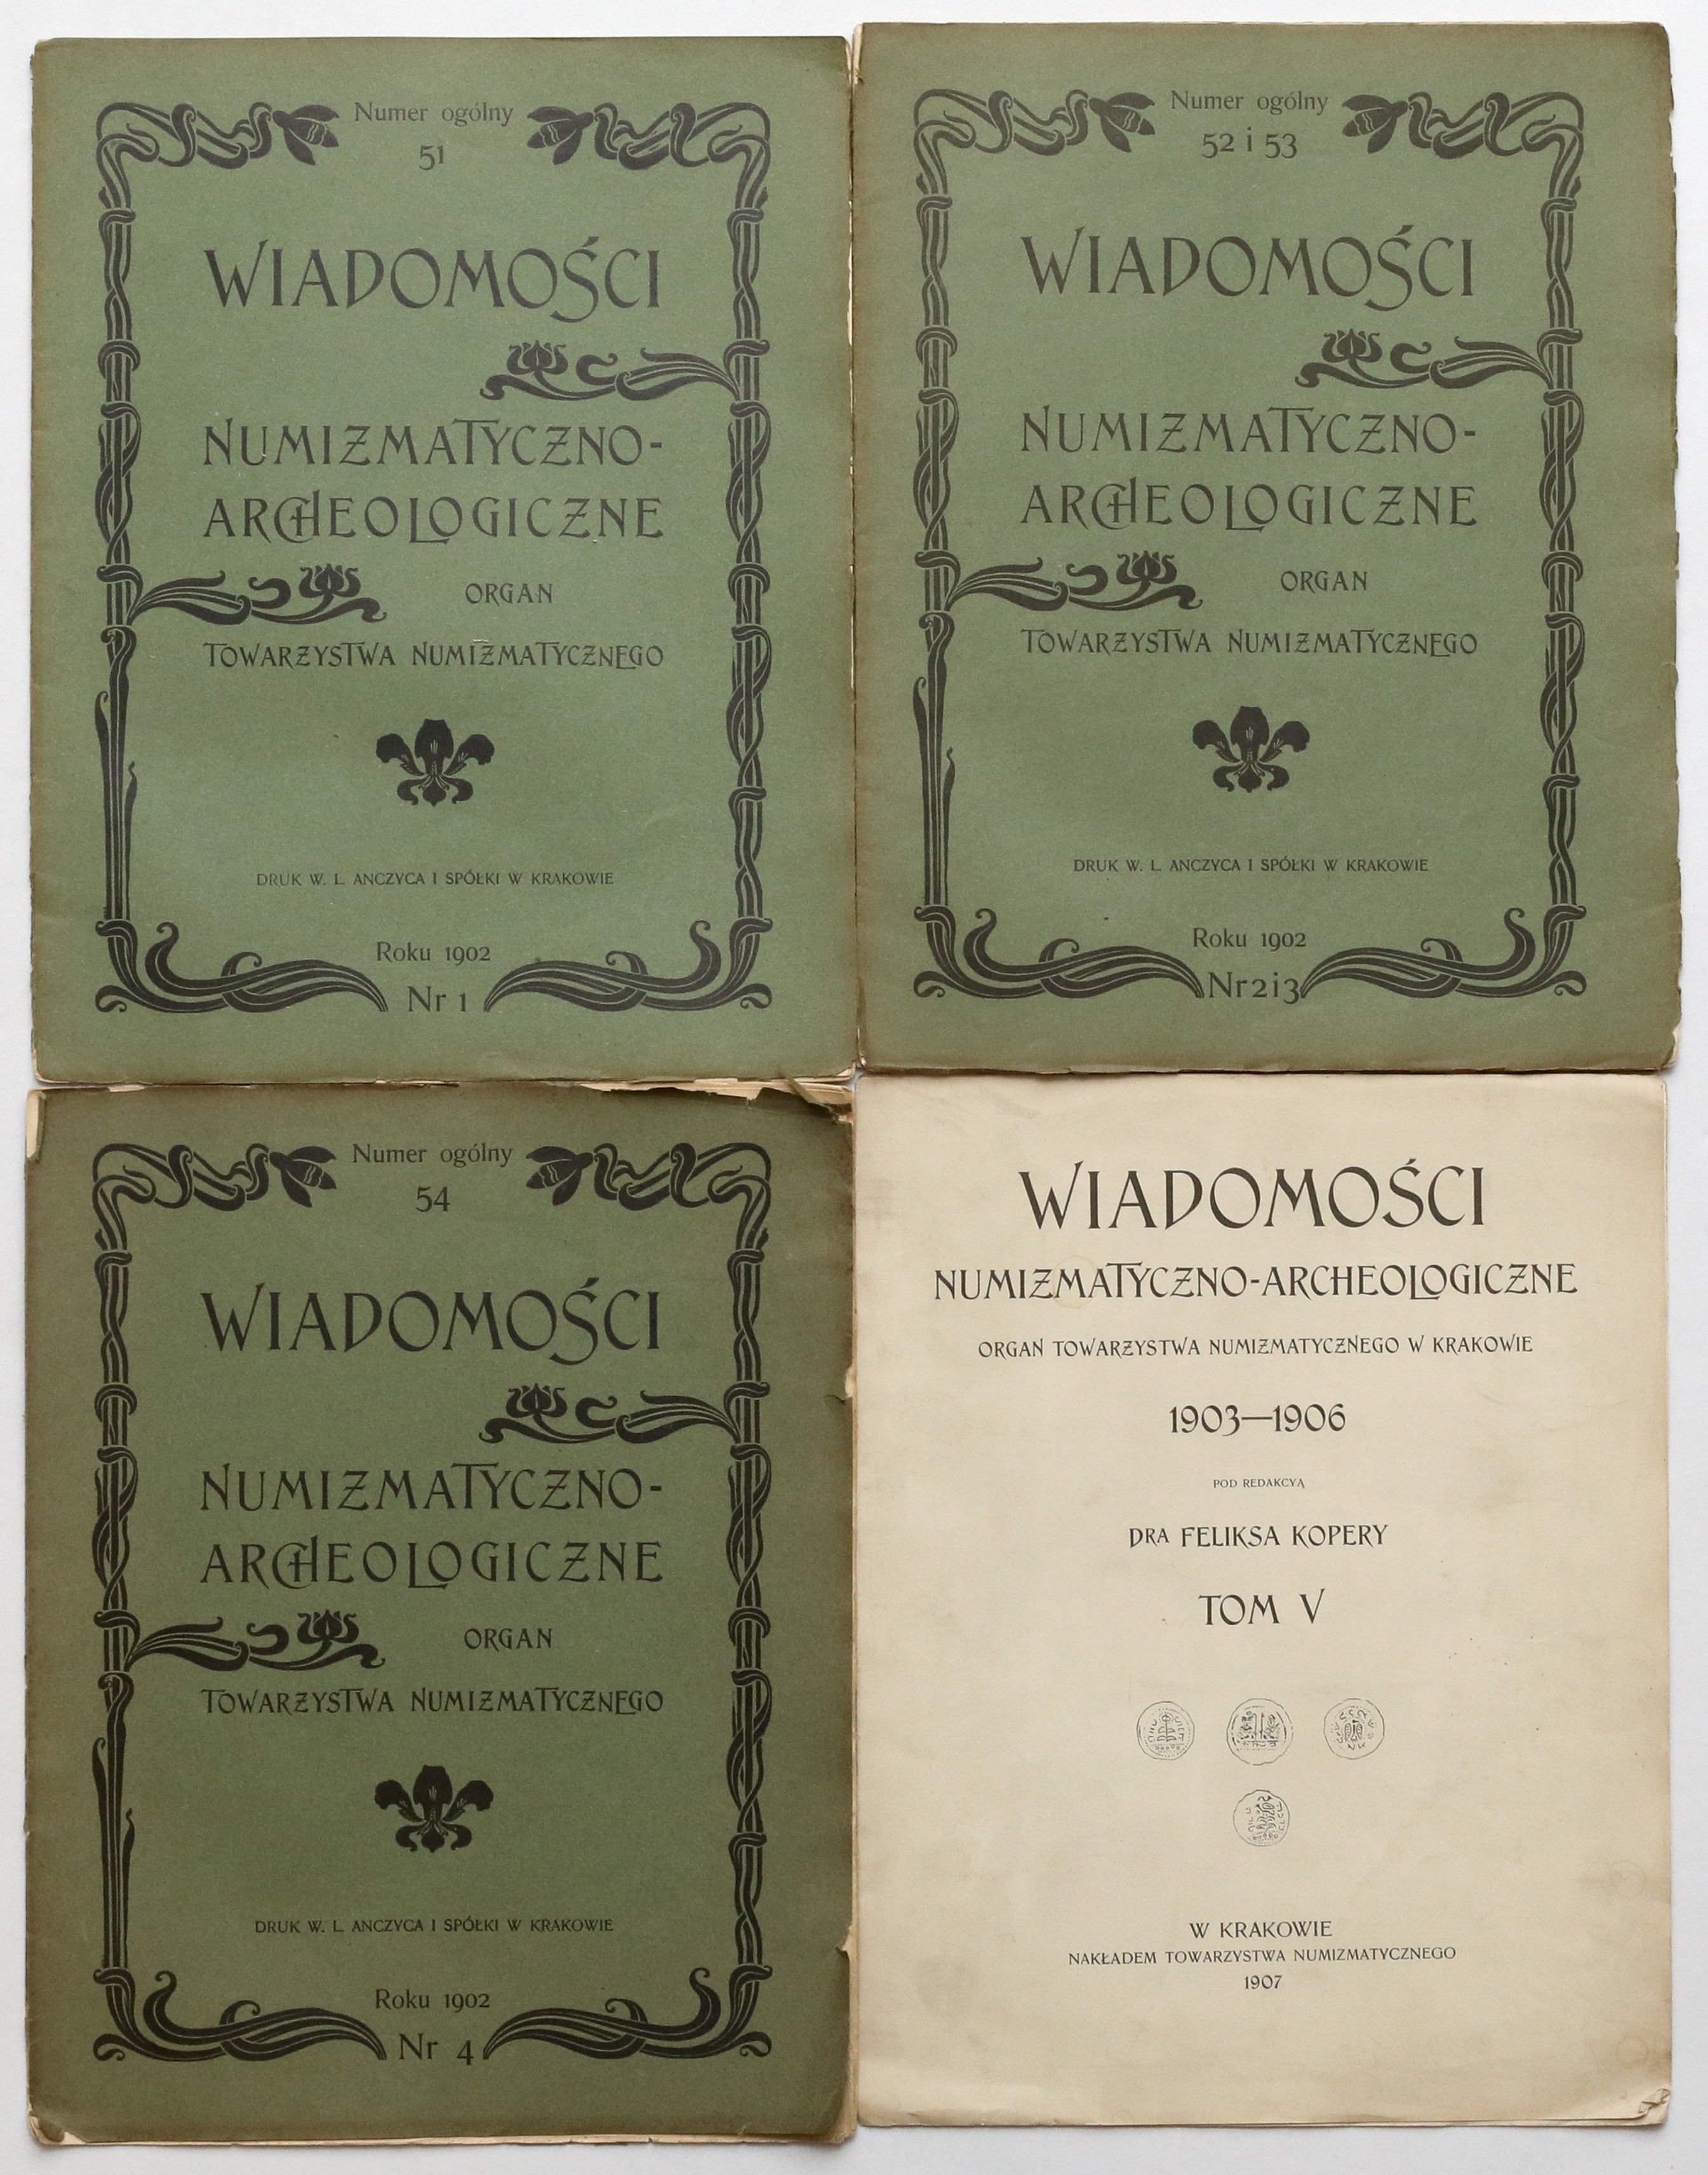 Numer ogólny
51
WIADOMOŚCI
NUMIZMATYCZNO-
ARCHEOLOGICZNE
ORGAN
TOWARZYSTWA NUMIZMATYCZNEGO
DRUK W. L. ANCZYCA I SPÓŁKI W KRAKOWIE
Roku 1902
Nr 1
Numer ogólny
52 i 53
WIADOMOŚCI
NUMIZMATYCZNO-
ARCHEOLOGICZNE
ORGAN
TOWARZYSTWA NUMIZMATYCZNEGO
DRUK W. L. ANCZYCA I SPÓŁKI W KRAKOWIE
Roku 1902
Nr 2 i 3
Numer ogólny
54
WIADOMOŚCI
NUMIZMATYCZNO-
ARCHEOLOGICZNE
ORGAN
TOWARZYSTWA NUMIZMATYCZNEGO
DRUK W. L. ANCZYCA I SPÓŁKI W KRAKOWIE
Roku 1902
Nr 4
WIADOMOŚCI
NUMIZMATYCZNO-ARCHEOLOGICZNE
ORGAN TOWARZYSTWA NUMIZMATYCZNEGO W KRAKOWIE
1903—1906
POD REDAKCYĄ
DRA FELIKSA KOPERY
TOM V
W KRAKOWIE
NAKŁADEM TOWARZYSTWA NUMIZMATYCZNEGO
1907